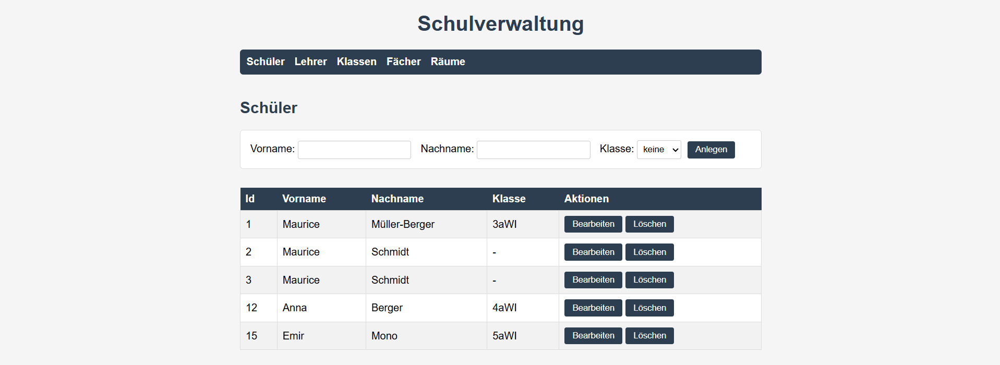 Schulverwaltung
Schüler Lehrer Klassen Fächer Räume
Schüler
Vorname: Nachname: Klasse: keine Anlegen
Id Vorname Nachname Klasse Aktionen
1 Maurice Müller-Berger 3aWI Bearbeiten Löschen
2 Maurice Schmidt - Bearbeiten Löschen
3 Maurice Schmidt - Bearbeiten Löschen
12 Anna Berger 4aWI Bearbeiten Löschen
15 Emir Mono 5aWI Bearbeiten Löschen